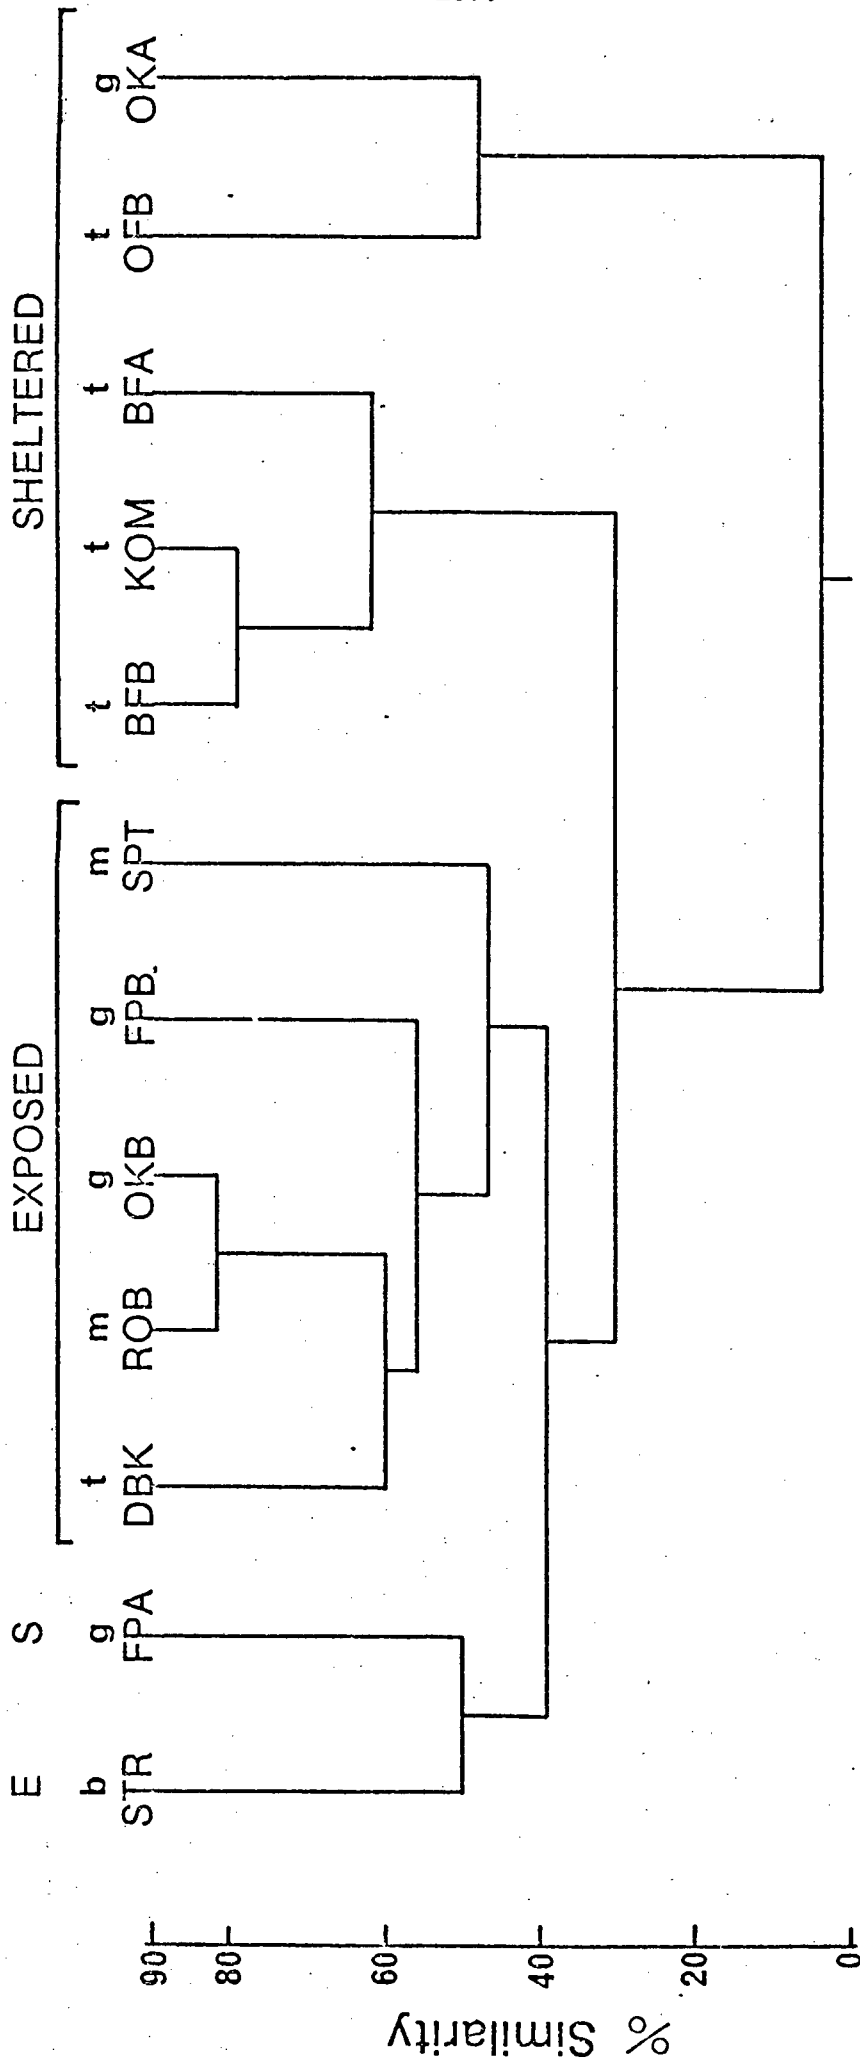 E S EXPOSED SHELTERED
b g t m g g m t t t t g
STR FPA DBK ROB OKB FPB. SPT BFB KOM BFA OFB OKA
90
80
60
40
20
0
% Similarity